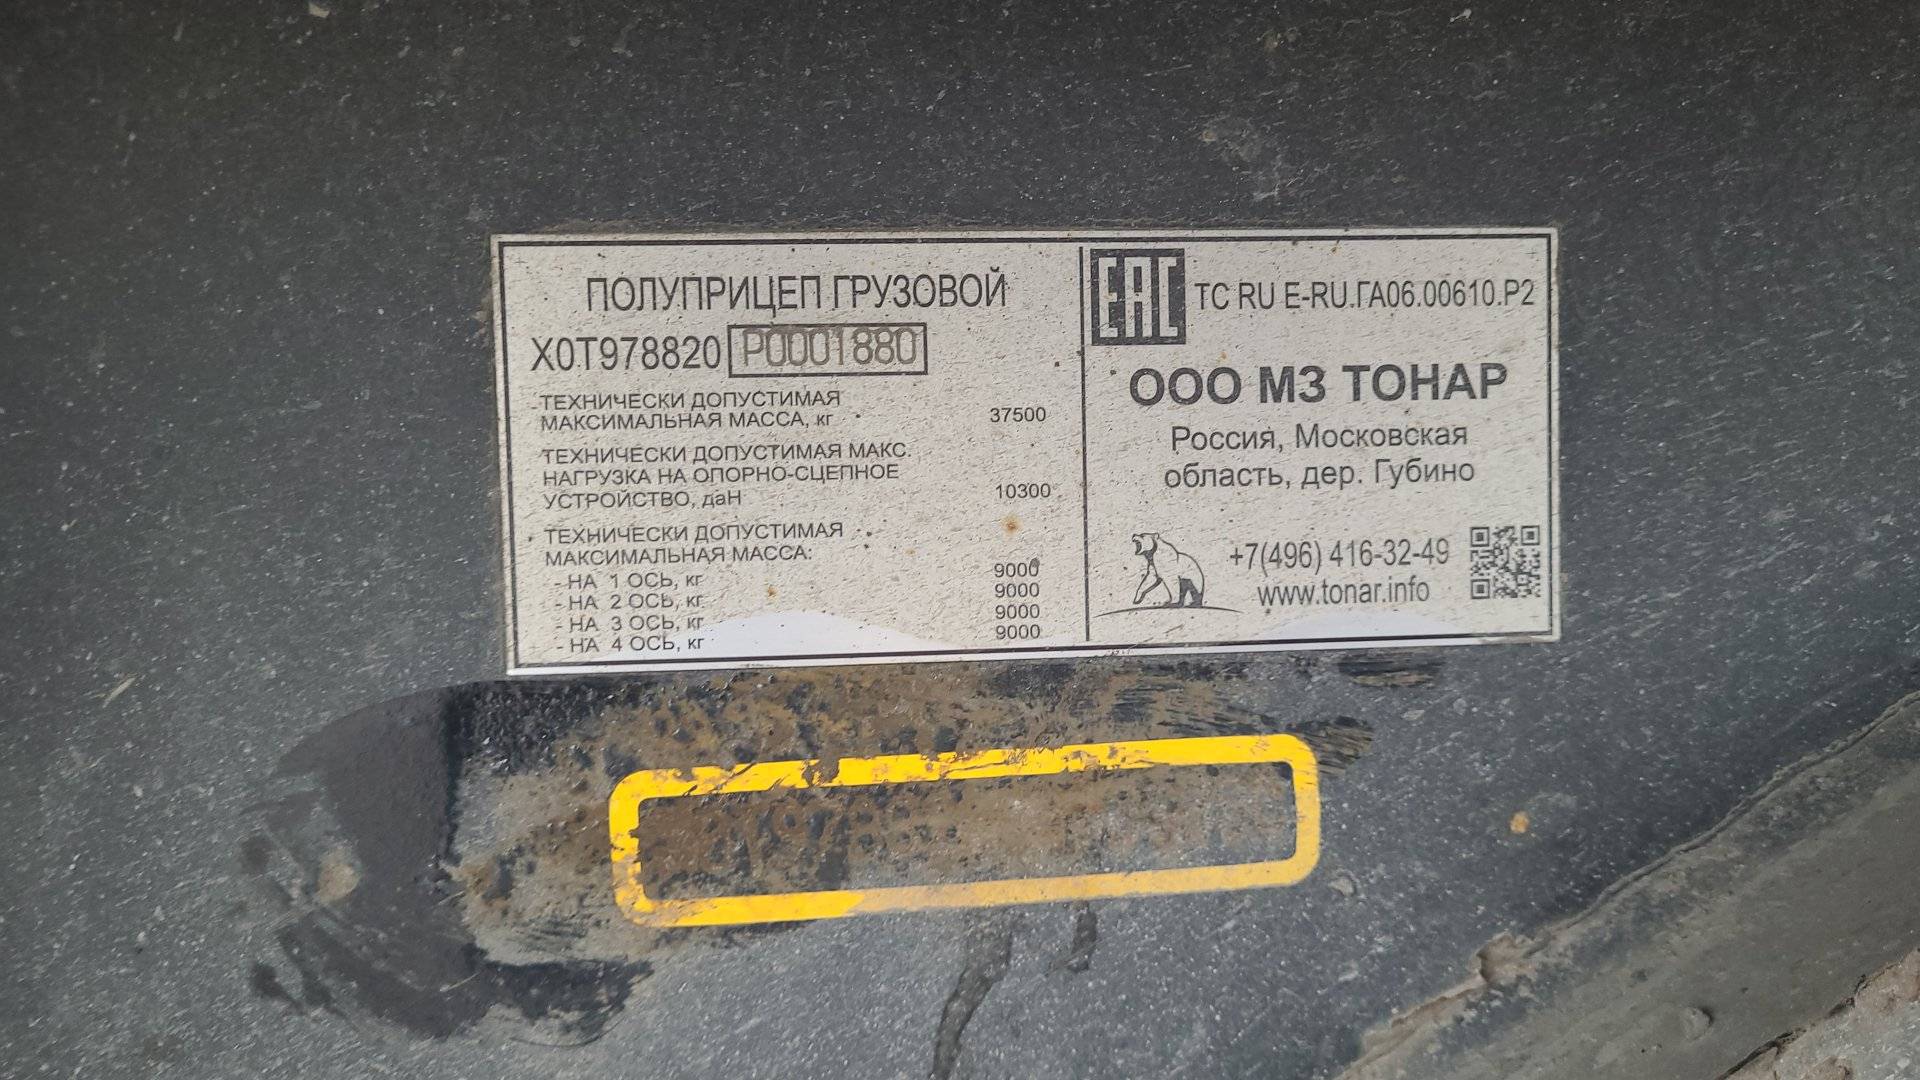 ПОЛУПРИЦЕП ГРУЗОВОЙ
X0T978820 P0001880
ТЕХНИЧЕСКИ ДОПУСТИМАЯ
МАКСИМАЛЬНАЯ МАССА, кг 37500
ТЕХНИЧЕСКИ ДОПУСТИМАЯ МАКС.
НАГРУЗКА НА ОПОРНО-СЦЕПНОЕ
УСТРОЙСТВО, даН 10300
ТЕХНИЧЕСКИ ДОПУСТИМАЯ
МАКСИМАЛЬНАЯ МАССА:
- НА 1 ОСЬ, кг 9000
- НА 2 ОСЬ, кг 9000
- НА 3 ОСЬ, кг 9000
- НА 4 ОСЬ, кг 9000
EAC ТС RU E-RU.ГА06.00610.Р2
ООО МЗ ТОНАР
Россия, Московская
область, дер. Губино
+7(496) 416-32-49
www.tonar.info